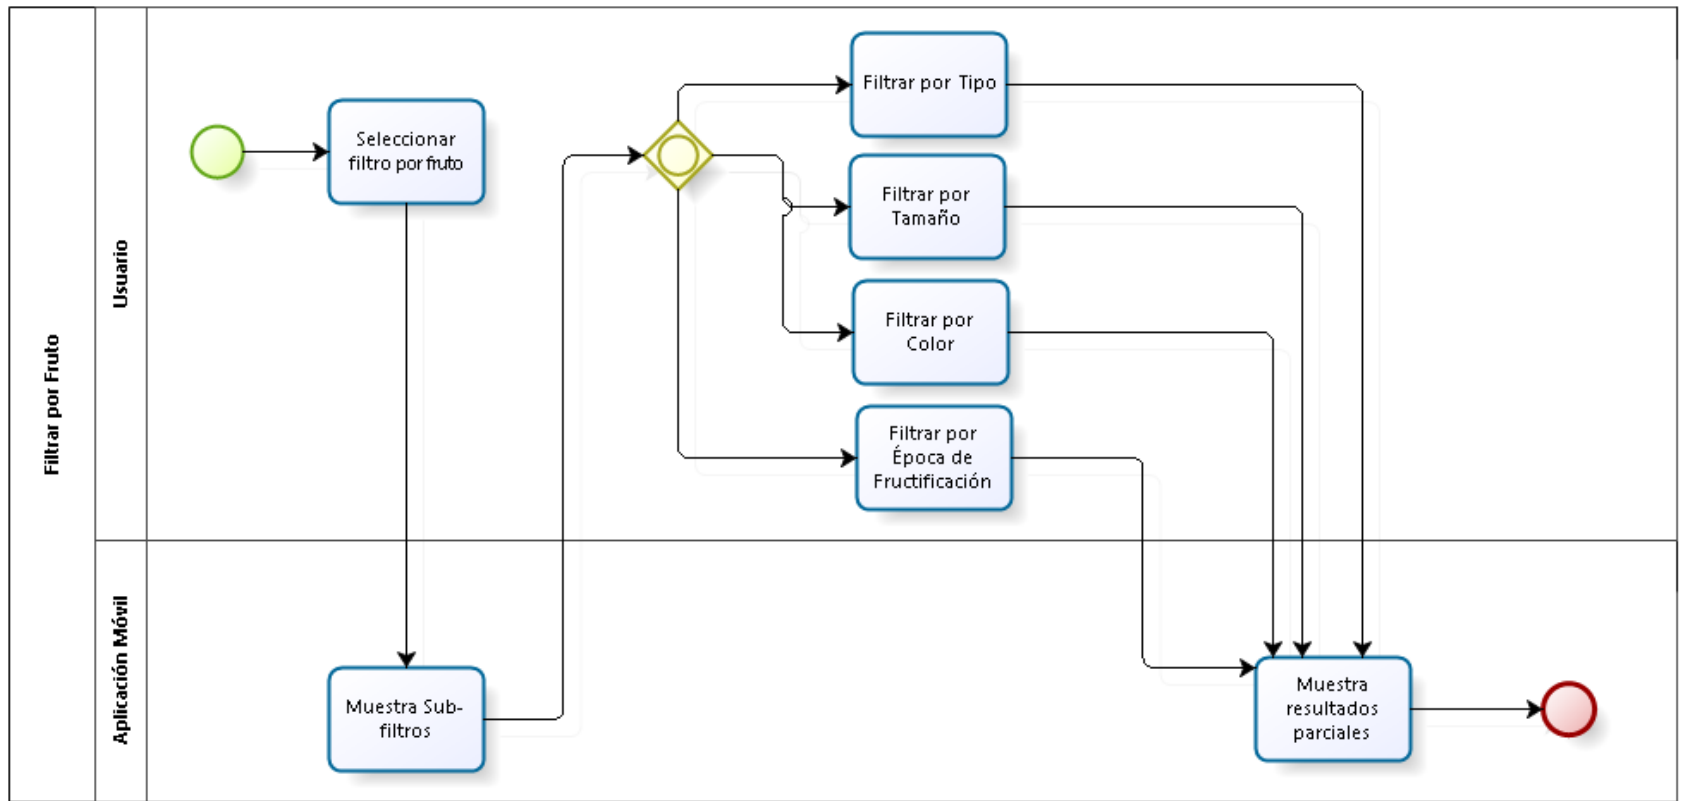 Filtrar por Fruto
Usuario
Seleccionar
filtro por fruto
Filtrar por Tipo
Filtrar por
Tamaño
Filtrar por
Color
Filtrar por
Época de
Fructificación
Aplicación Móvil
Muestra Sub-
filtros
Muestra
resultados
parciales